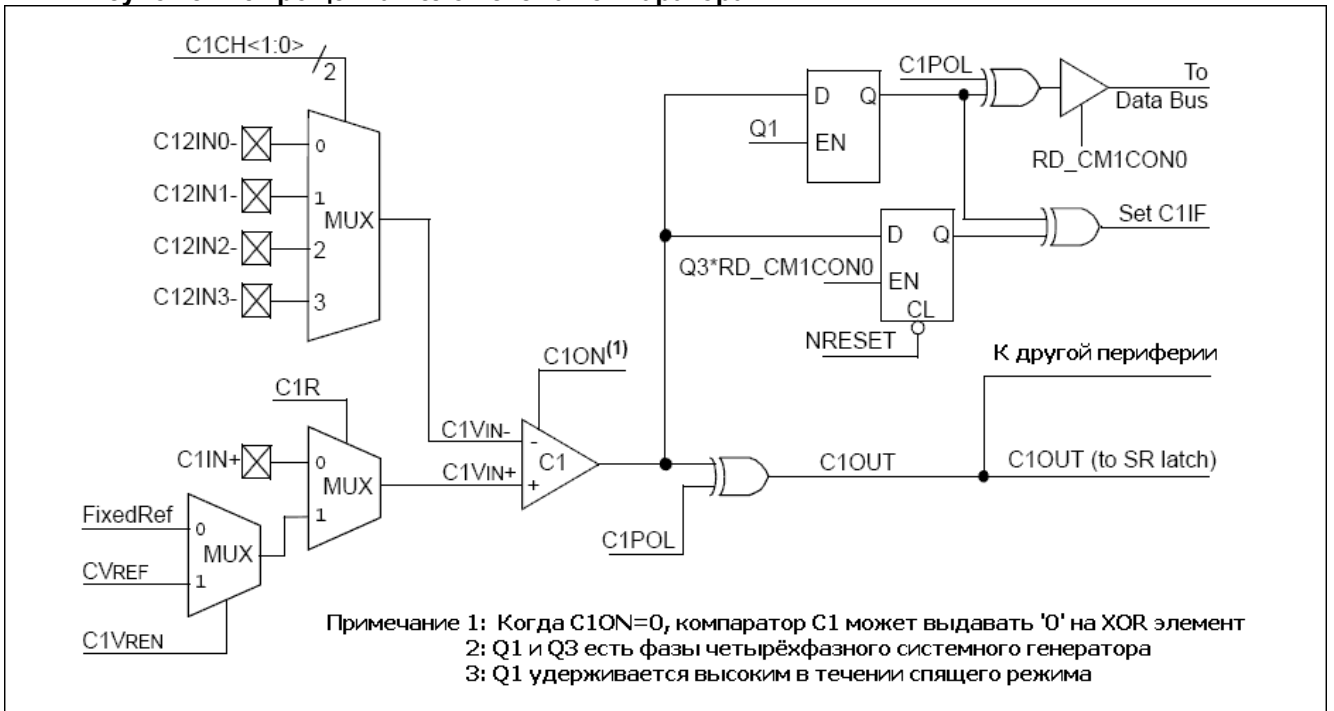 C1CH<1:0>
2
C12IN0-
0
C12IN1-
1
MUX
C12IN2-
2
C12IN3-
3
C1R
C1IN+
0
MUX
1
FixedRef
0
MUX
CVREF
1
C1VREN
C1ON(1)
C1VIN-
-
C1
C1VIN+
+
D Q
Q1
EN
C1POL
To
Data Bus
RD_CM1CON0
Set C1IF
D Q
Q3*RD_CM1CON0
EN
CL
NRESET
К другой периферии
C1OUT
C1OUT (to SR latch)
C1POL
Примечание 1: Когда C1ON=0, компаратор C1 может выдавать '0' на XOR элемент
2: Q1 и Q3 есть фазы четырёхфазного системного генератора
3: Q1 удерживается высоким в течении спящего режима